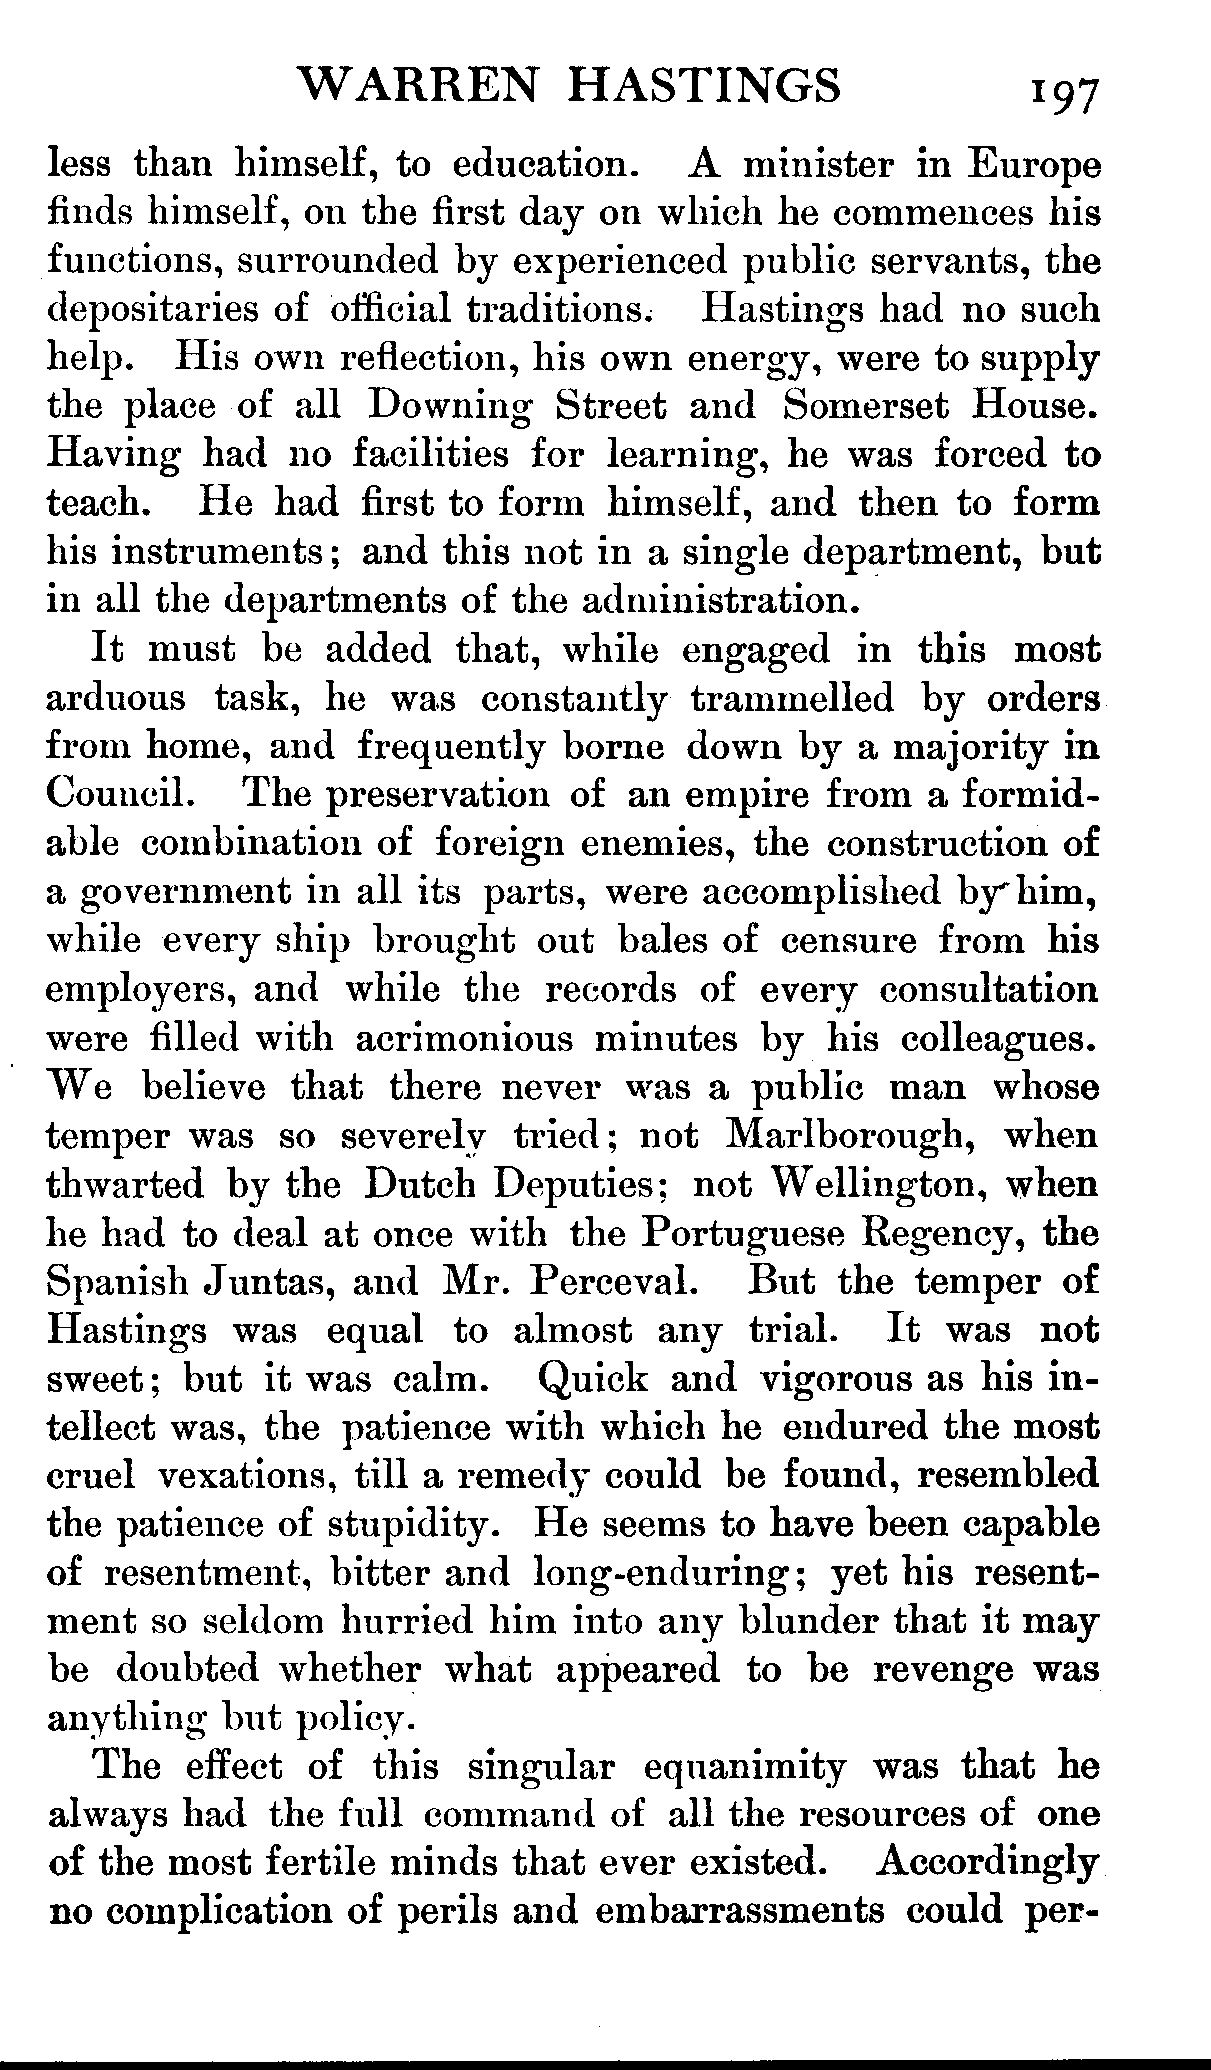 WARREN HASTINGS 197
less than himself, to education. A minister in Europe
finds himself, on the first day on which he commences his
functions, surrounded by experienced public servants, the
depositaries of official traditions. Hastings had no such
help. His own reflection, his own energy, were to supply
the place of all Downing Street and Somerset House.
Having had no facilities for learning, he was forced to
teach. He had first to form himself, and then to form
his instruments; and this not in a single department, but
in all the departments of the administration.
It must be added that, while engaged in this most
arduous task, he was constantly trammelled by orders
from home, and frequently borne down by a majority in
Council. The preservation of an empire from a formid-
able combination of foreign enemies, the construction of
a government in all its parts, were accomplished by him,
while every ship brought out bales of censure from his
employers, and while the records of every consultation
were filled with acrimonious minutes by his colleagues.
We believe that there never was a public man whose
temper was so severely tried; not Marlborough, when
thwarted by the Dutch Deputies; not Wellington, when
he had to deal at once with the Portuguese Regency, the
Spanish Juntas, and Mr. Perceval. But the temper of
Hastings was equal to almost any trial. It was not
sweet; but it was calm. Quick and vigorous as his in-
tellect was, the patience with which he endured the most
cruel vexations, till a remedy could be found, resembled
the patience of stupidity. He seems to have been capable
of resentment, bitter and long-enduring; yet his resent-
ment so seldom hurried him into any blunder that it may
be doubted whether what appeared to be revenge was
anything but policy.
The effect of this singular equanimity was that he
always had the full command of all the resources of one
of the most fertile minds that ever existed. Accordingly
no complication of perils and embarrassments could per-